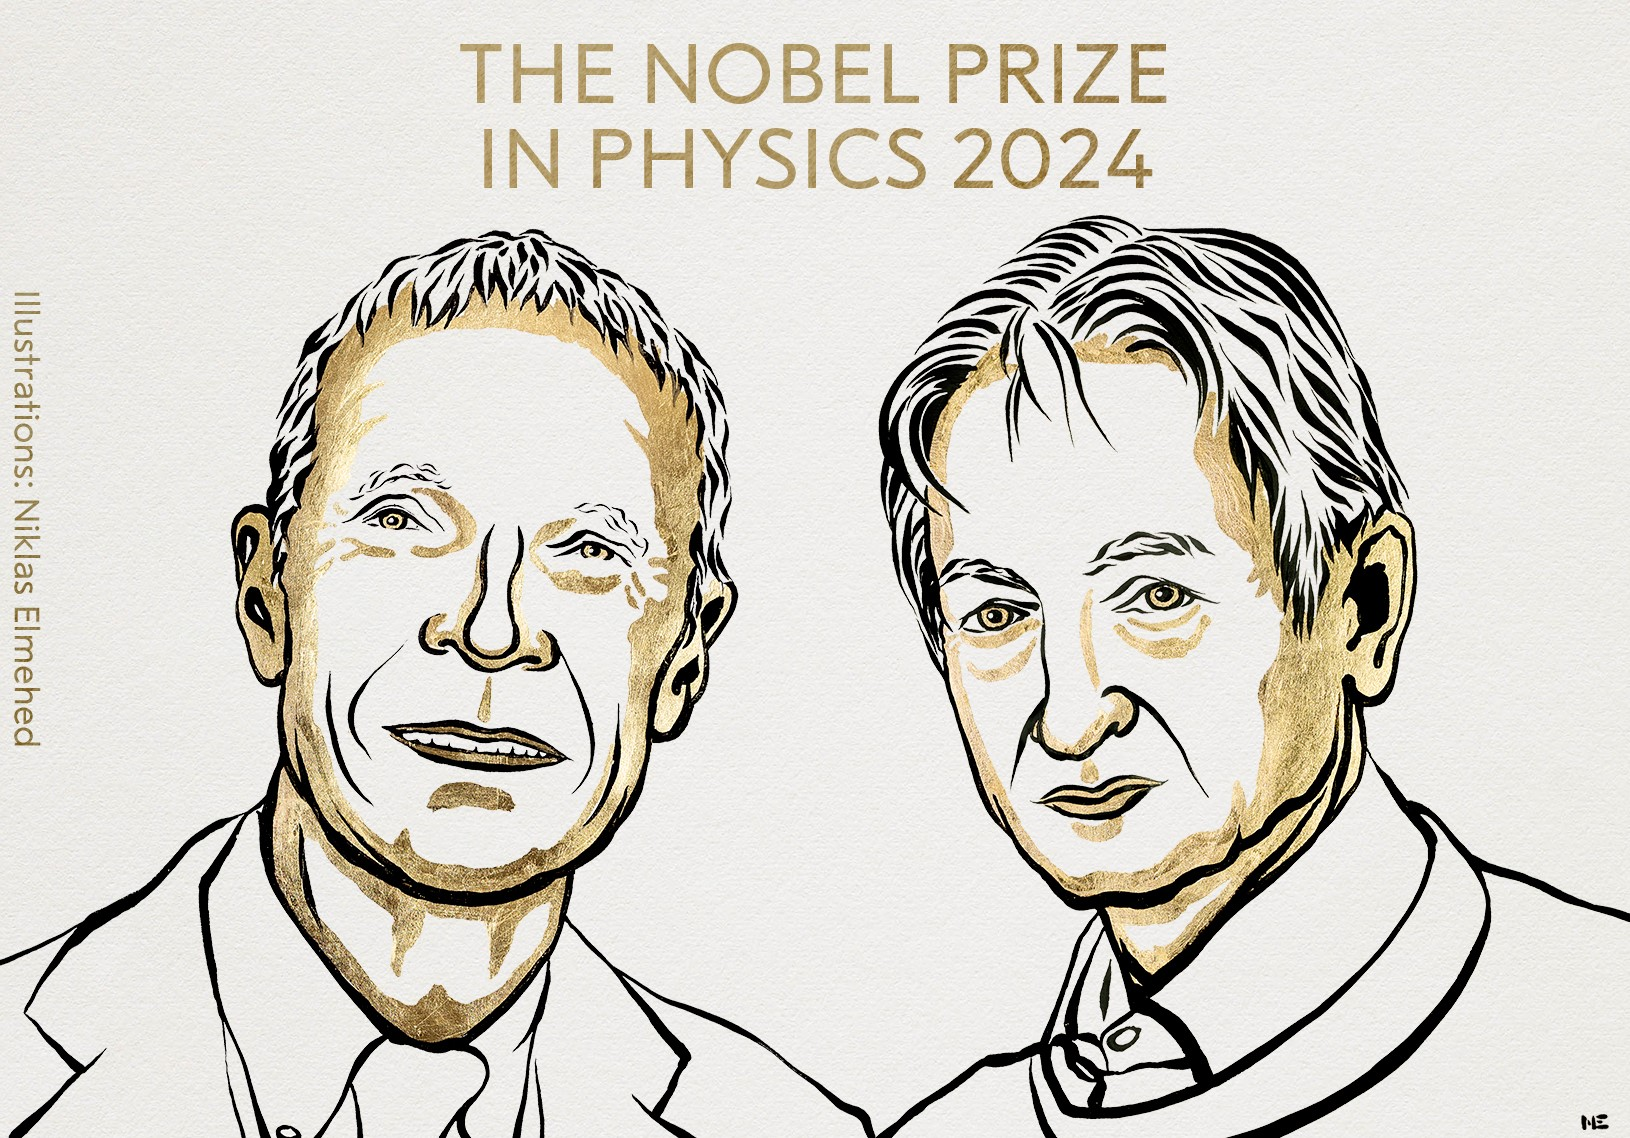 THE NOBEL PRIZE
IN PHYSICS 2024
Illustrations: Niklas Elmehed
NE